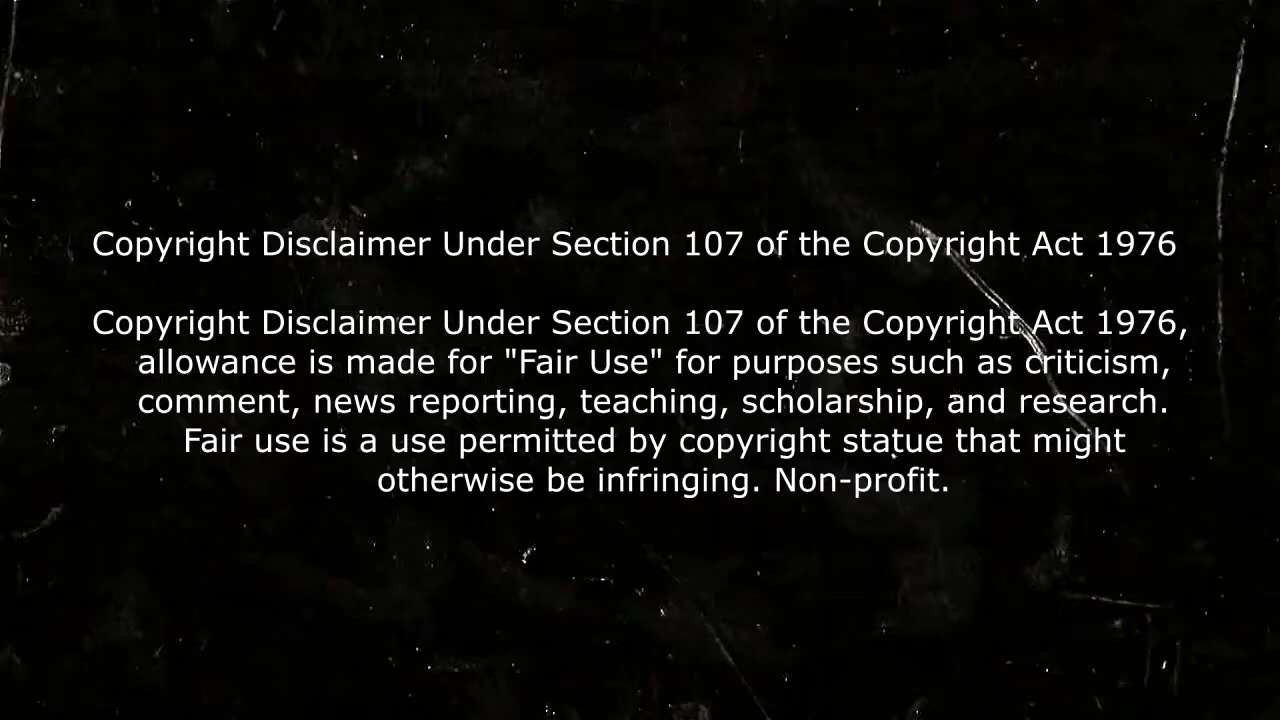 Copyright Disclaimer Under Section 107 of the Copyright Act 1976
Copyright Disclaimer Under Section 107 of the Copyright Act 1976,
allowance is made for "Fair Use" for purposes such as criticism,
comment, news reporting, teaching, scholarship, and research.
Fair use is a use permitted by copyright statue that might
otherwise be infringing. Non-profit.